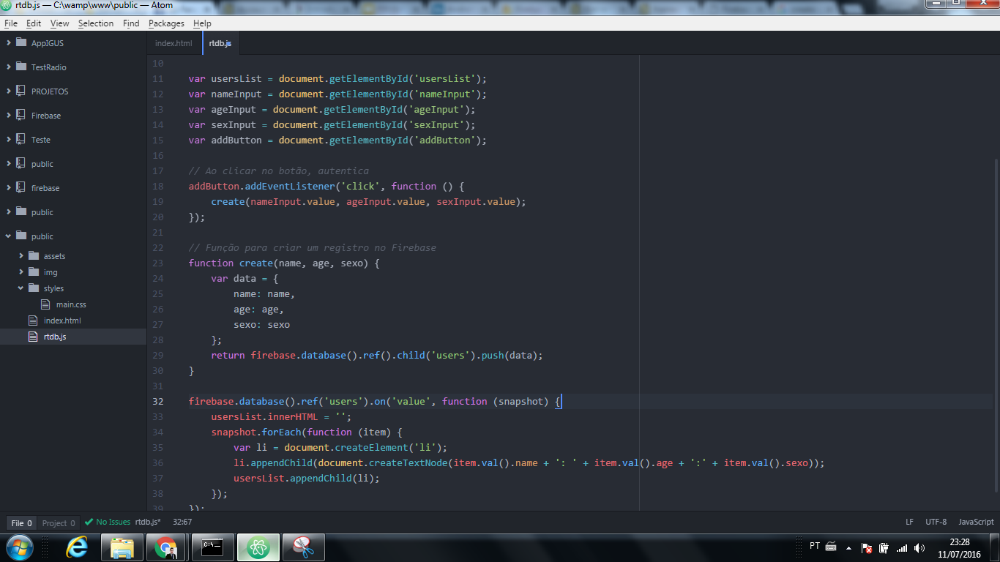 rtdb.js — C:\wamp\www\public — Atom
File Edit View Selection Find Packages Help
AppIGUS
TestRadio
PROJETOS
Firebase
Teste
public
firebase
public
public
assets
img
styles
main.css
index.html
rtdb.js
index.html rtdb.js
10
11 var usersList = document.getElementById('usersList');
12 var nameInput = document.getElementById('nameInput');
13 var ageInput = document.getElementById('ageInput');
14 var sexInput = document.getElementById('sexInput');
15 var addButton = document.getElementById('addButton');
16
17 // Ao clicar no botão, autentica
18 addButton.addEventListener('click', function () {
19 create(nameInput.value, ageInput.value, sexInput.value);
20 });
21
22 // Função para criar um registro no Firebase
23 function create(name, age, sexo) {
24 var data = {
25 name: name,
26 age: age,
27 sexo: sexo
28 };
29 return firebase.database().ref().child('users').push(data);
30 }
31
32 firebase.database().ref('users').on('value', function (snapshot) {
33 usersList.innerHTML = '';
34 snapshot.forEach(function (item) {
35 var li = document.createElement('li');
36 li.appendChild(document.createTextNode(item.val().name + ': ' + item.val().age + ':' + item.val().sexo));
37 usersList.appendChild(li);
38 });
39 });
File 0 Project 0 No Issues rtdb.js* 32:67 LF UTF-8 JavaScript
C:\_
PT
23:28
11/07/2016